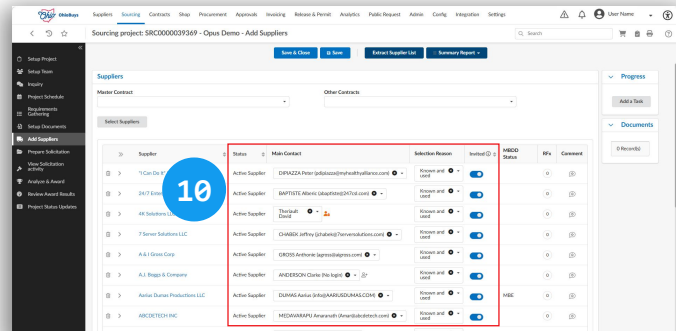 Ohio OhioBuys Suppliers Sourcing Contracts Shop Procurement Approvals Invoicing Release & Permit Analytics Public Request Admin Config Integration Settings User Name
Sourcing project: SRC0000039369 - Opus Demo - Add Suppliers Search
Save & Close Save Extract Supplier List Summary Report
Setup Project
Setup Team
Inquiry
Project Schedule
Requirements Gathering
Setup Documents
Add Suppliers
Prepare Solicitation
View Solicitation activity
Analyze & Award
Review Award Results
Project Status Updates
Suppliers
Master Contract Other Contracts
Select Suppliers
Supplier Status Main Contact Selection Reason Invited MBDD Status RFx Comment
"I Can Do It" Active Supplier DIPIAZZA Peter (pdipiazza@myhealthyalliance.com) Known and used 0
24/7 Active Supplier BAPTISTE Alberic (abaptiste@247sl.com) Known and used 0
4K Solutions LLC Active Supplier Theriault David Known and used 0
7 Server Solutions LLC Active Supplier CHABEK Jeffrey (jchabek@7serversolutions.com) Known and used 0
A & I Gross Corp Active Supplier GROSS Anthonie (agross@aigross.com) Known and used 0
A.J. Boggs & Company Active Supplier ANDERSON Clarke (No login) Known and used 0
Aarius Dumas Productions LLC Active Supplier DUMAS Aarius (info@AARIUSDUMAS.COM) Known and used MBE 0
ABCDETECH INC Active Supplier MEDAVARAPU Amaranath (Amar@abcdetech.com) Known and used 0
10
Progress
Add a Task
Documents
0 Record(s)